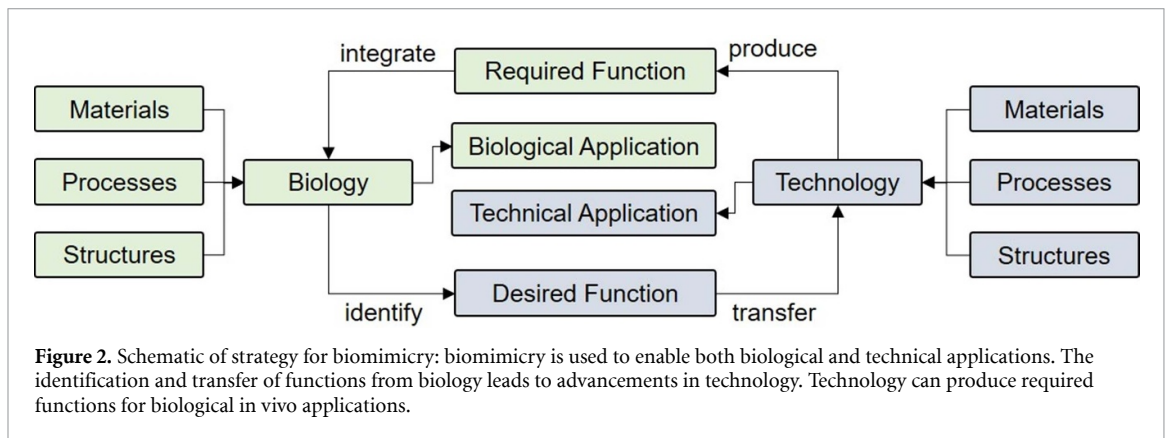 integrate
Required Function
produce
Materials
Biological Application
Materials
Processes
Biology
Technology
Processes
Technical Application
Structures
Structures
Desired Function
identify
transfer
Figure 2. Schematic of strategy for biomimicry: biomimicry is used to enable both biological and technical applications. The
identification and transfer of functions from biology leads to advancements in technology. Technology can produce required
functions for biological in vivo applications.